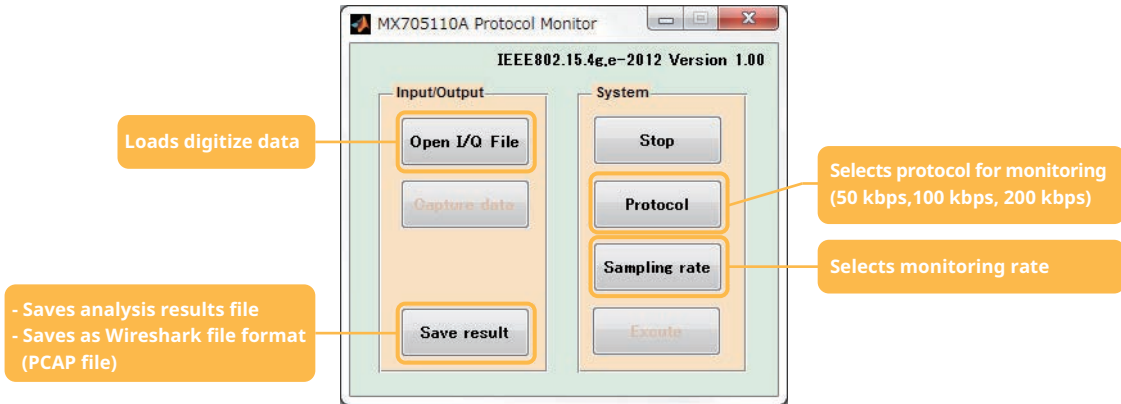 MX705110A Protocol Monitor
IEEE802.15.4g,e-2012 Version 1.00
Input/Output
System
Loads digitize data
Open I/Q File
Stop
Capture data
Protocol
Selects protocol for monitoring
(50 kbps,100 kbps, 200 kbps)
Sampling rate
Selects monitoring rate
- Saves analysis results file
- Saves as Wireshark file format
(PCAP file)
Save result
Excute